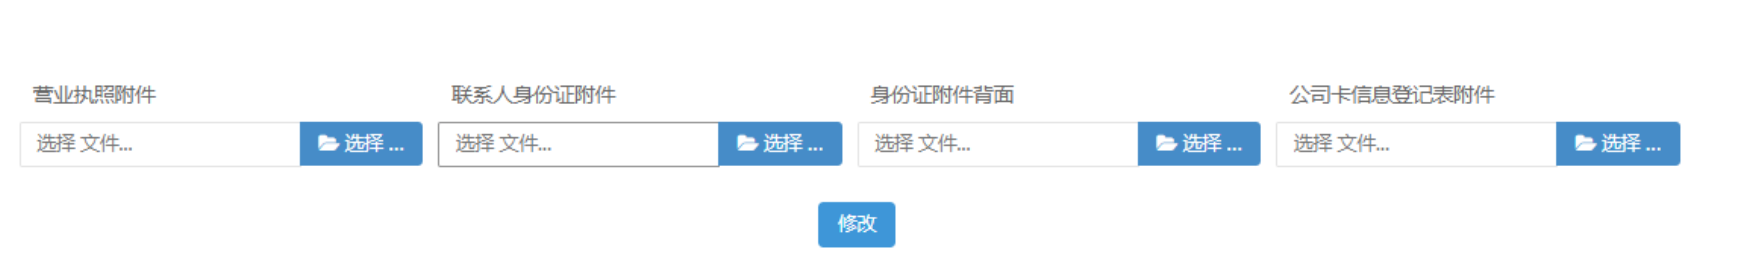 营业执照附件 联系人身份证附件 身份证附件背面 公司卡信息登记表附件
选择 文件... 选择 ... 选择 文件... 选择 ... 选择 文件... 选择 ... 选择 文件... 选择 ...
修改